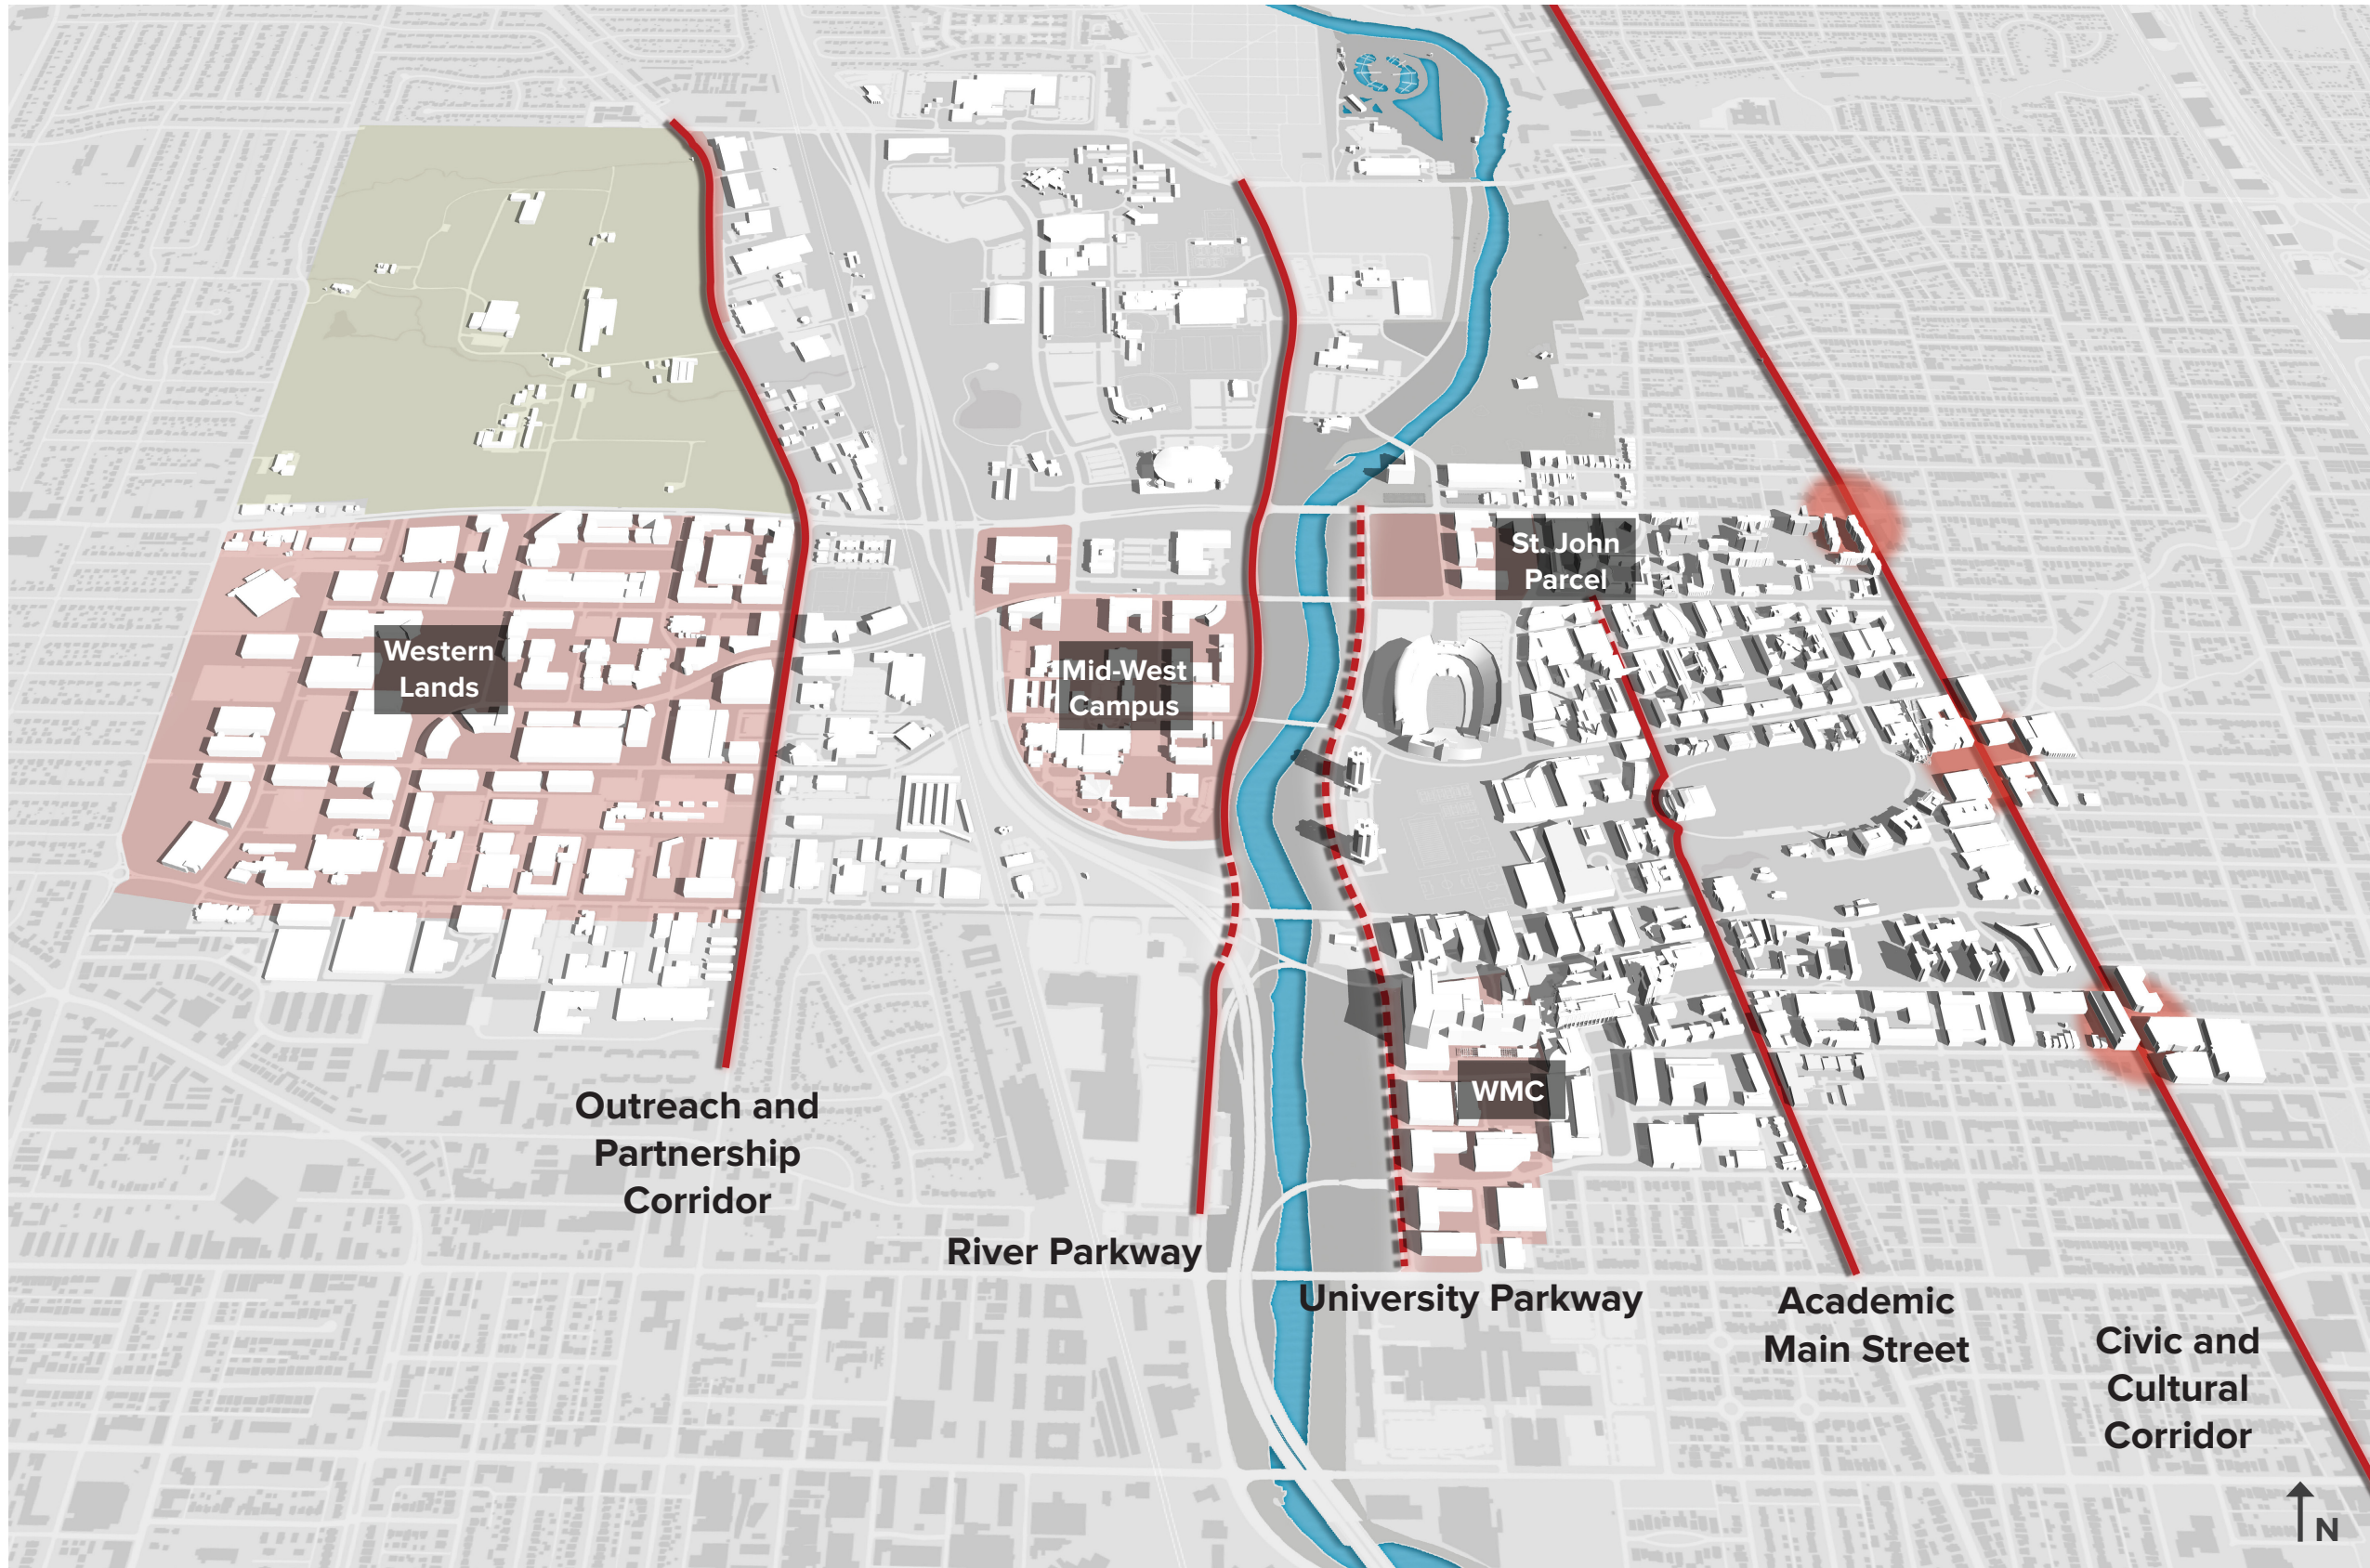 St. John
Parcel
Western
Lands
Mid-West
Campus
WMC
Outreach and
Partnership
Corridor
River Parkway
University Parkway
Academic
Main Street
Civic and
Cultural
Corridor
N